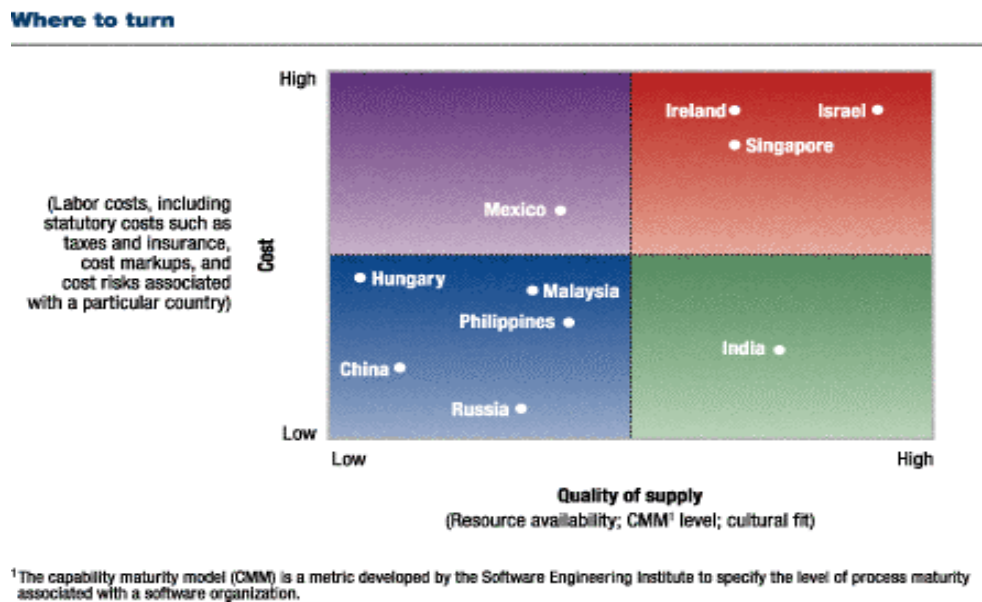 Where to turn
High
Ireland
Israel
Singapore
(Labor costs, including
statutory costs such as
taxes and insurance,
cost markups, and
cost risks associated
with a particular country)
Cost
Mexico
Hungary
Malaysia
Philippines
India
China
Russia
Low
Low
High
Quality of supply
(Resource availability; CMM¹ level; cultural fit)
¹The capability maturity model (CMM) is a metric developed by the Software Engineering Institute to specify the level of process maturity
associated with a software organization.